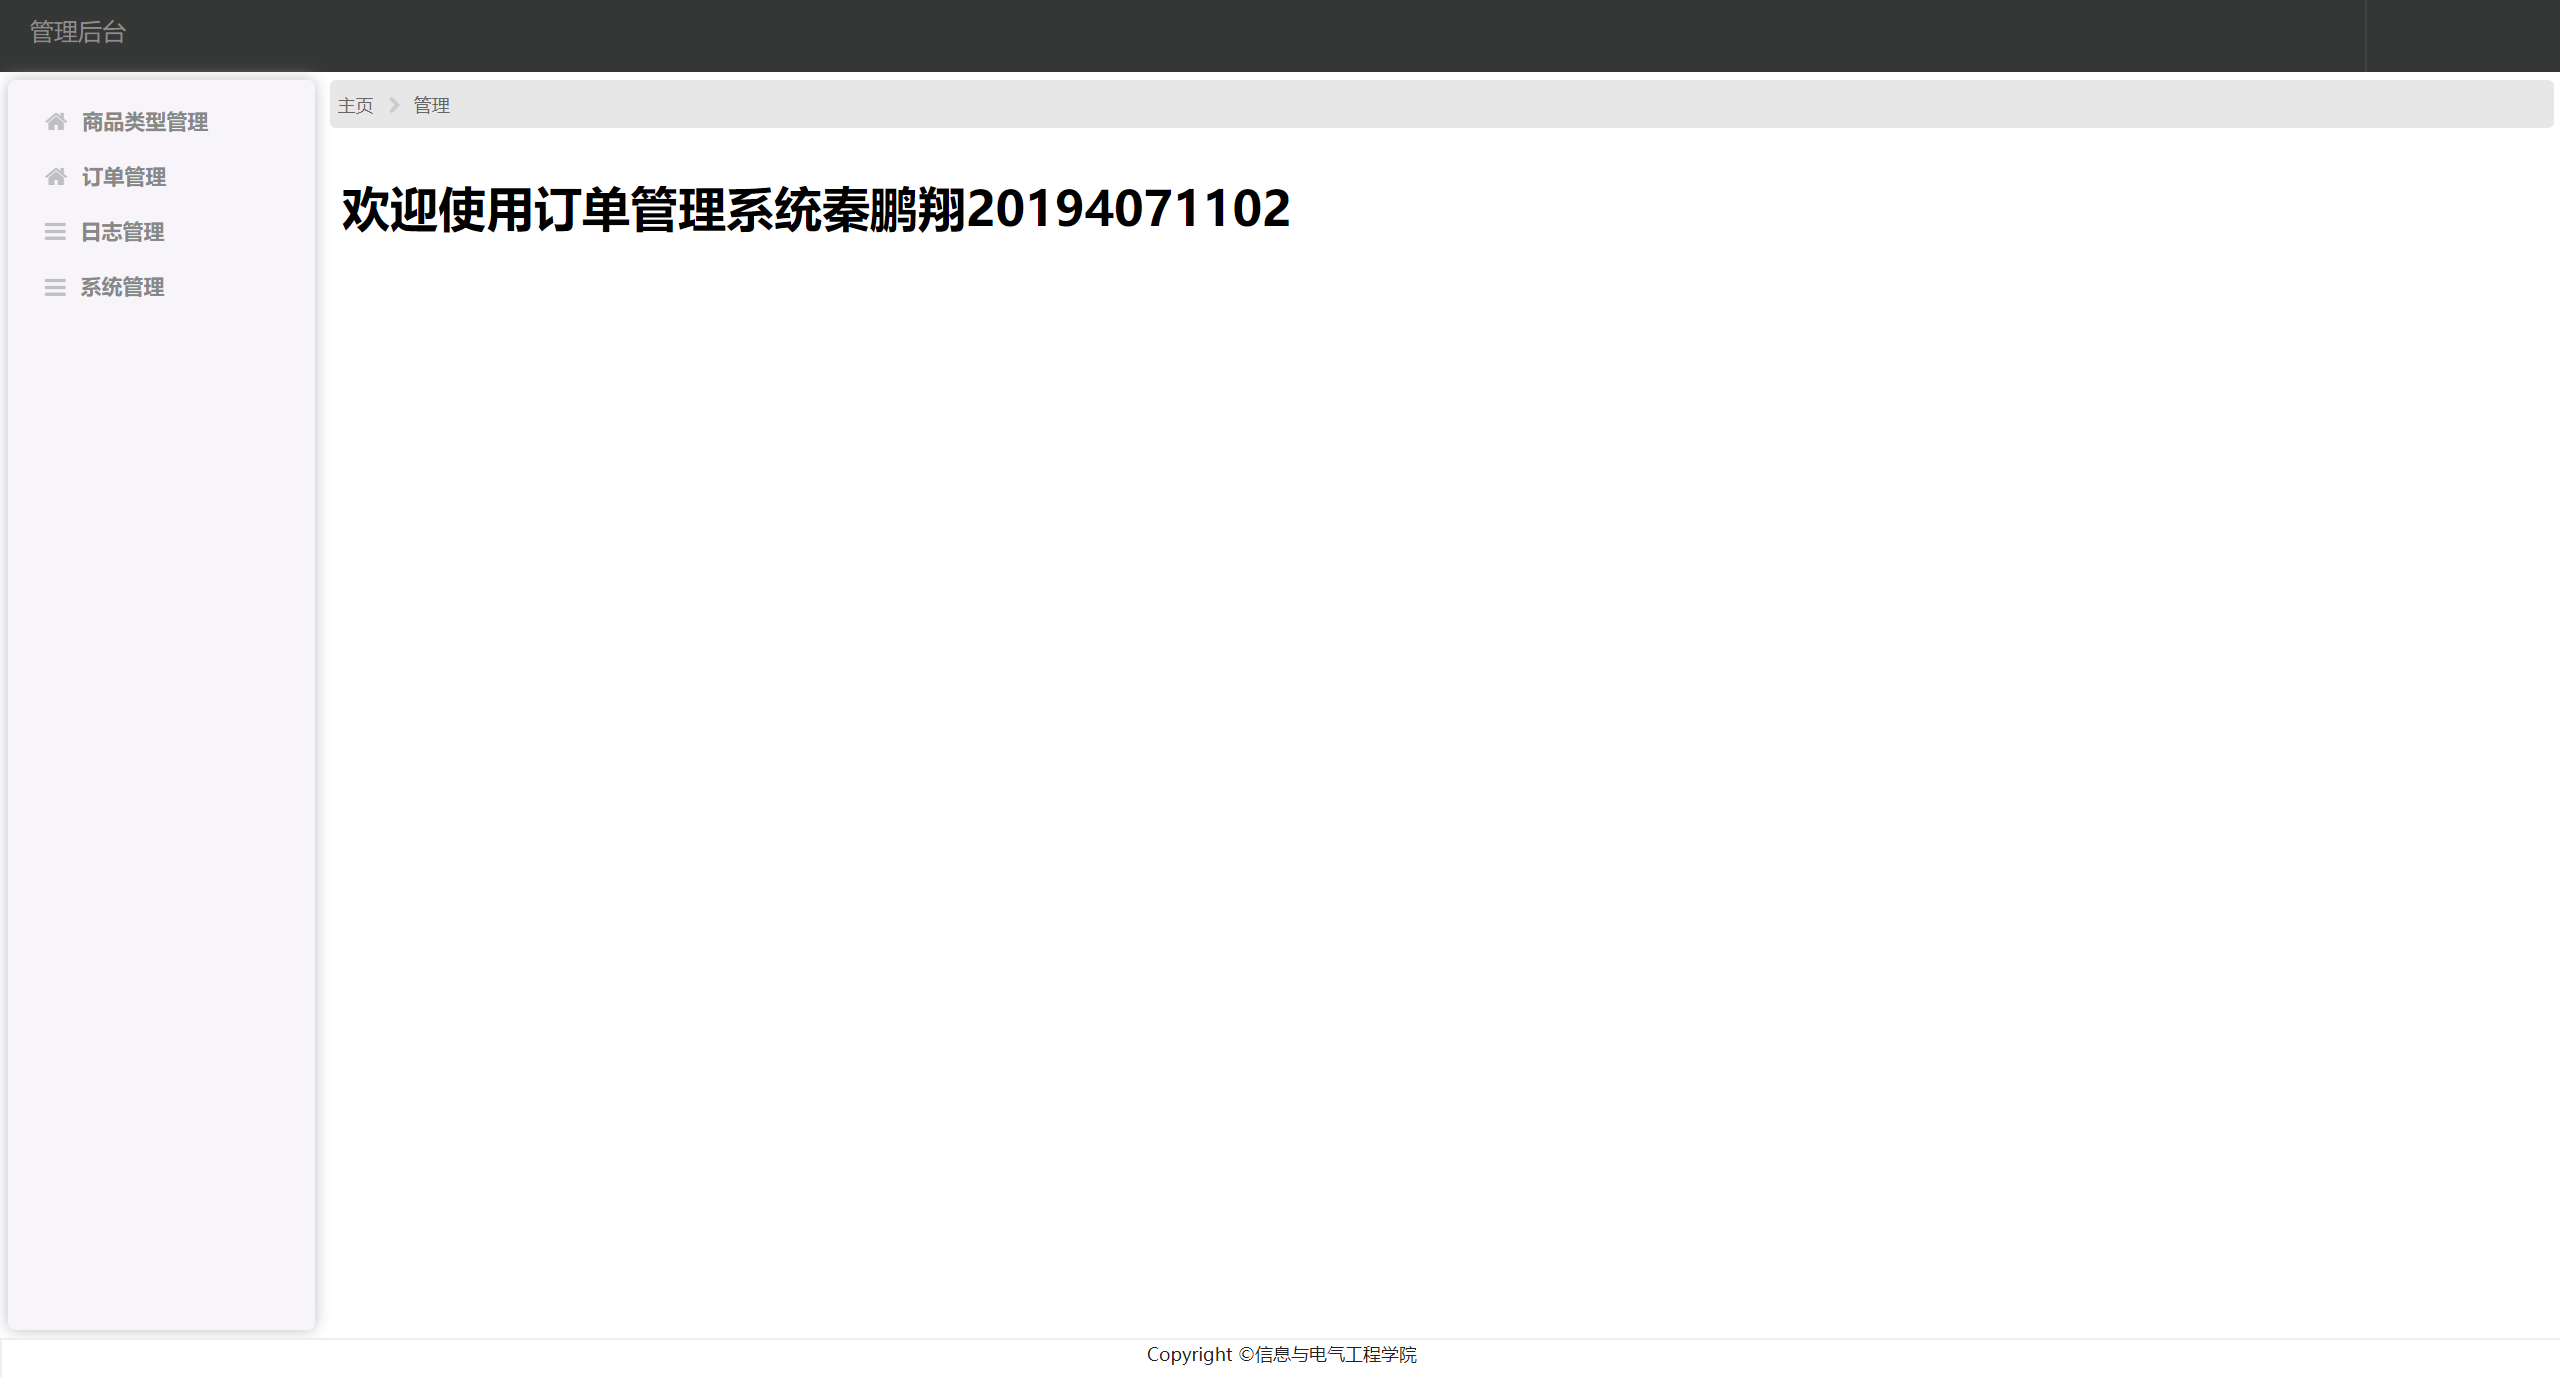 管理后台
商品类型管理
订单管理
日志管理
系统管理
主页 管理
欢迎使用订单管理系统秦鹏翔20194071102
Copyright ©信息与电气工程学院